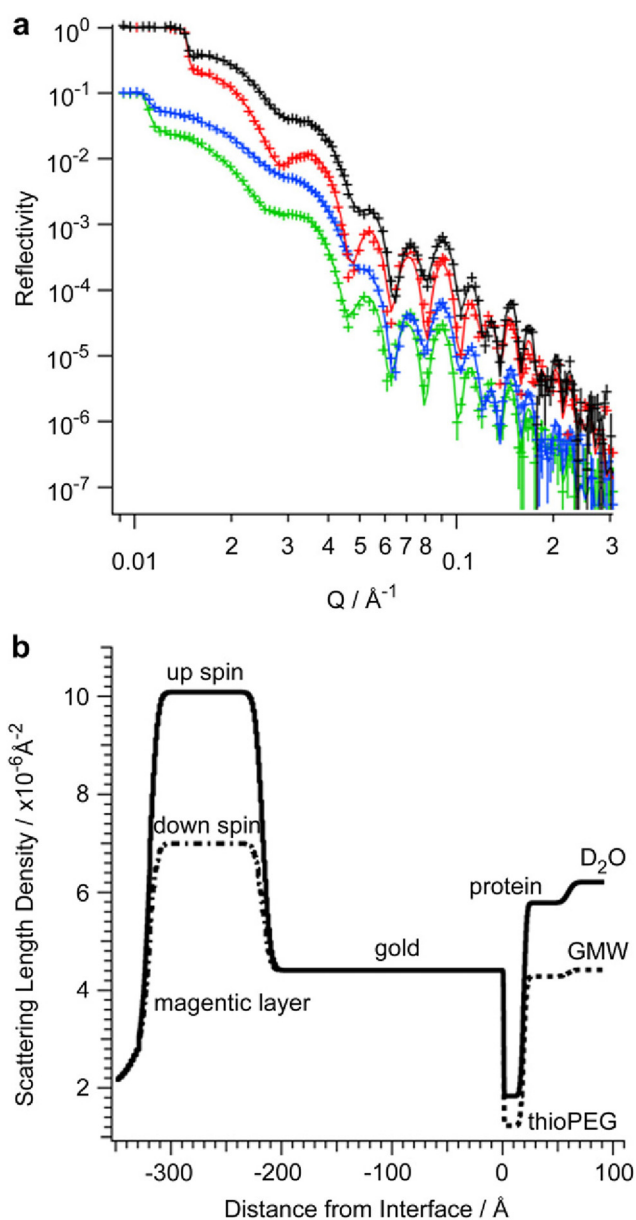 a
10⁰
10⁻¹
10⁻²
10⁻³
10⁻⁴
10⁻⁵
10⁻⁶
10⁻⁷
Reflectivity
0.01 2 3 4 5 6 7 8 0.1 2 3
Q / Å⁻¹
b
10
8
6
4
2
Scattering Length Density / x10⁻⁶Å⁻²
up spin
down spin
magentic layer
gold
protein
D₂O
GMW
thioPEG
-300 -200 -100 0 100
Distance from Interface / Å